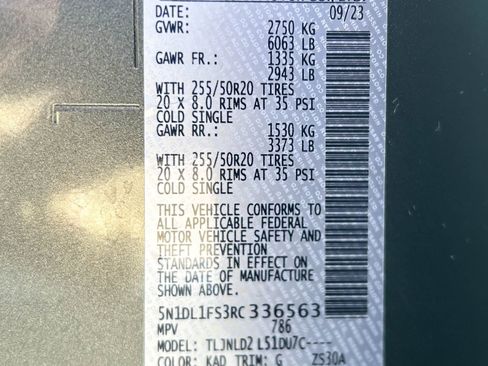 DATE: 09/23
GVWR: 2750 KG
6063 LB
GAWR FR.: 1335 KG
2943 LB
WITH 255/50R20 TIRES
20 X 8.0 RIMS AT 35 PSI
COLD SINGLE
GAWR RR.: 1530 KG
3373 LB
WITH 255/50R20 TIRES
20 X 8.0 RIMS AT 35 PSI
COLD SINGLE
THIS VEHICLE CONFORMS TO
ALL APPLICABLE FEDERAL
MOTOR VEHICLE SAFETY AND
THEFT PREVENTION
STANDARDS IN EFFECT ON
THE DATE OF MANUFACTURE
SHOWN ABOVE.
5N1DL1FS3RC336563
MPV 786
MODEL: TLJNLD2 L51DU7C----
COLOR: KAD TRIM: G ZS30A